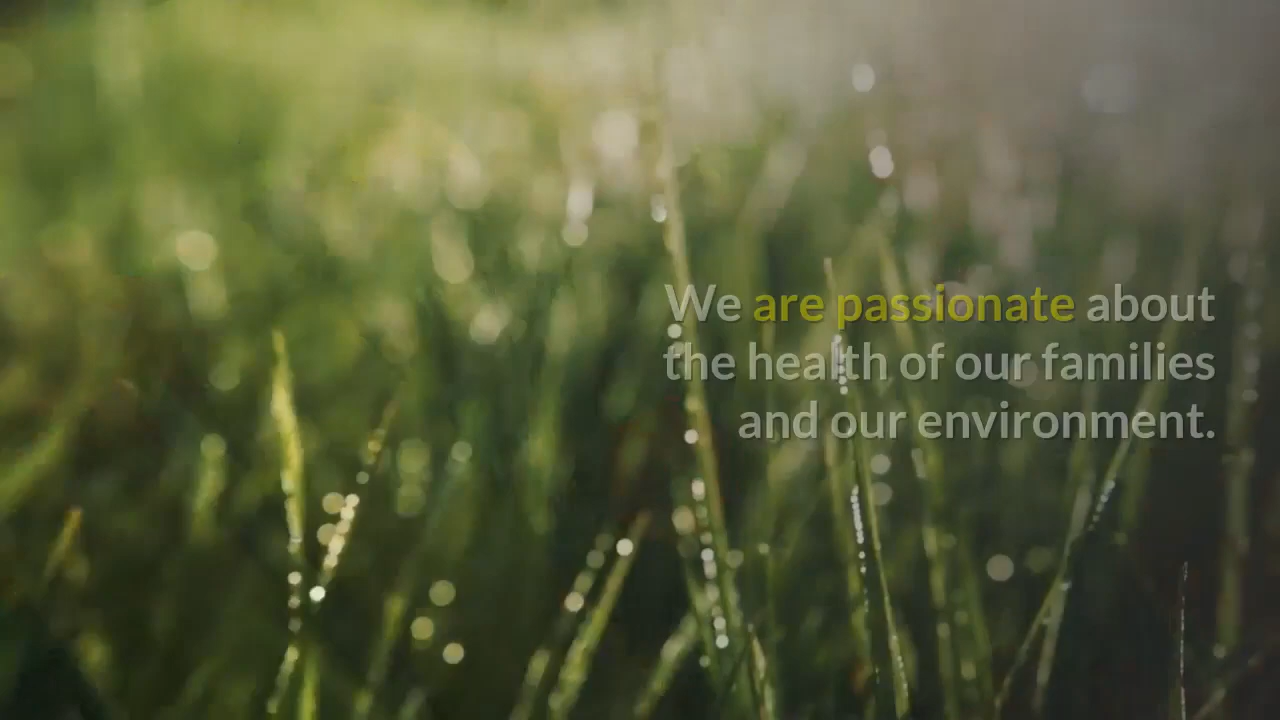 We are passionate about
the health of our families
and our environment.